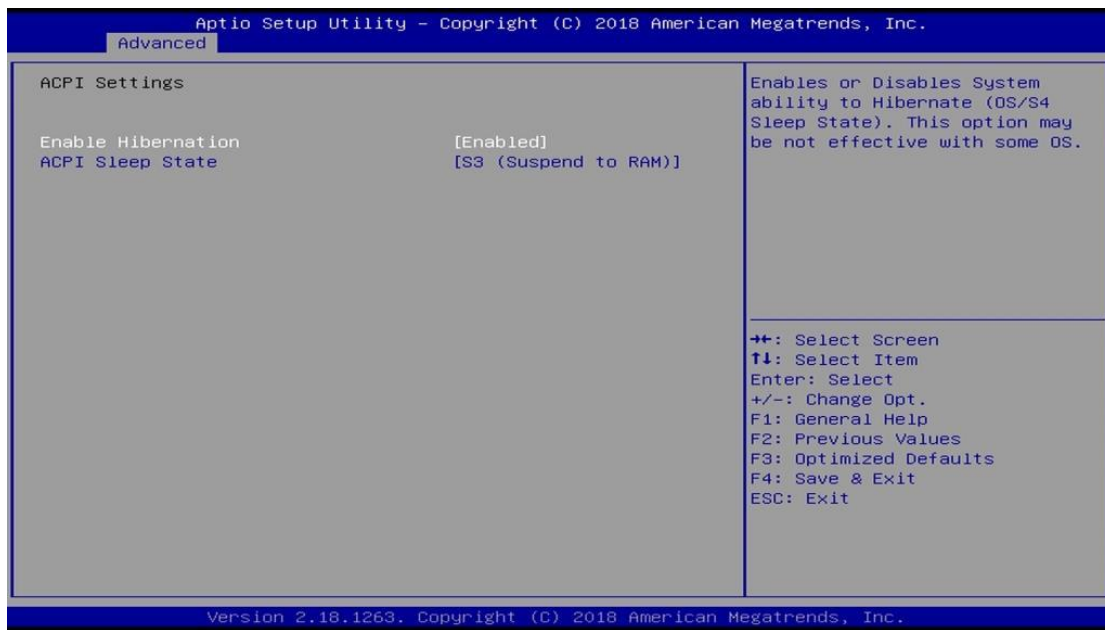 Aptio Setup Utility – Copyright (C) 2018 American Megatrends, Inc.
Advanced
ACPI Settings
Enable Hibernation [Enabled]
ACPI Sleep State [S3 (Suspend to RAM)]
Enables or Disables System
ability to Hibernate (OS/S4
Sleep State). This option may
be not effective with some OS.
→←: Select Screen
↑↓: Select Item
Enter: Select
+/-: Change Opt.
F1: General Help
F2: Previous Values
F3: Optimized Defaults
F4: Save & Exit
ESC: Exit
Version 2.18.1263. Copyright (C) 2018 American Megatrends, Inc.